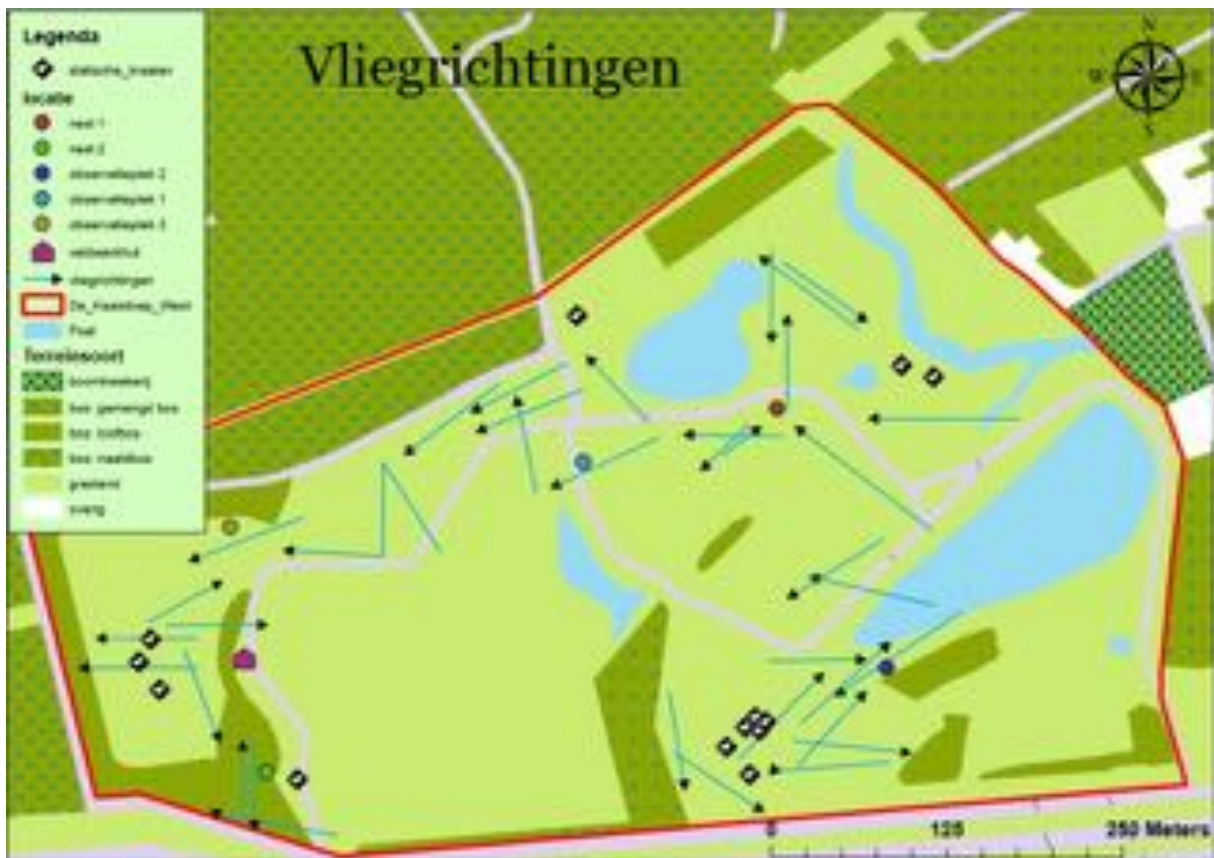 Vliegrichtingen
Legenda
locatie
nest 1
nest 2
observatieplek 2
observatieplek 1
observatieplek 3
vliegrichtingen
Terreinsoort
boomkwekerij
bos: gemengd bos
bos: loofbos
bos: naaldbos
grasland
overig
N
W
0 125 250 Meters